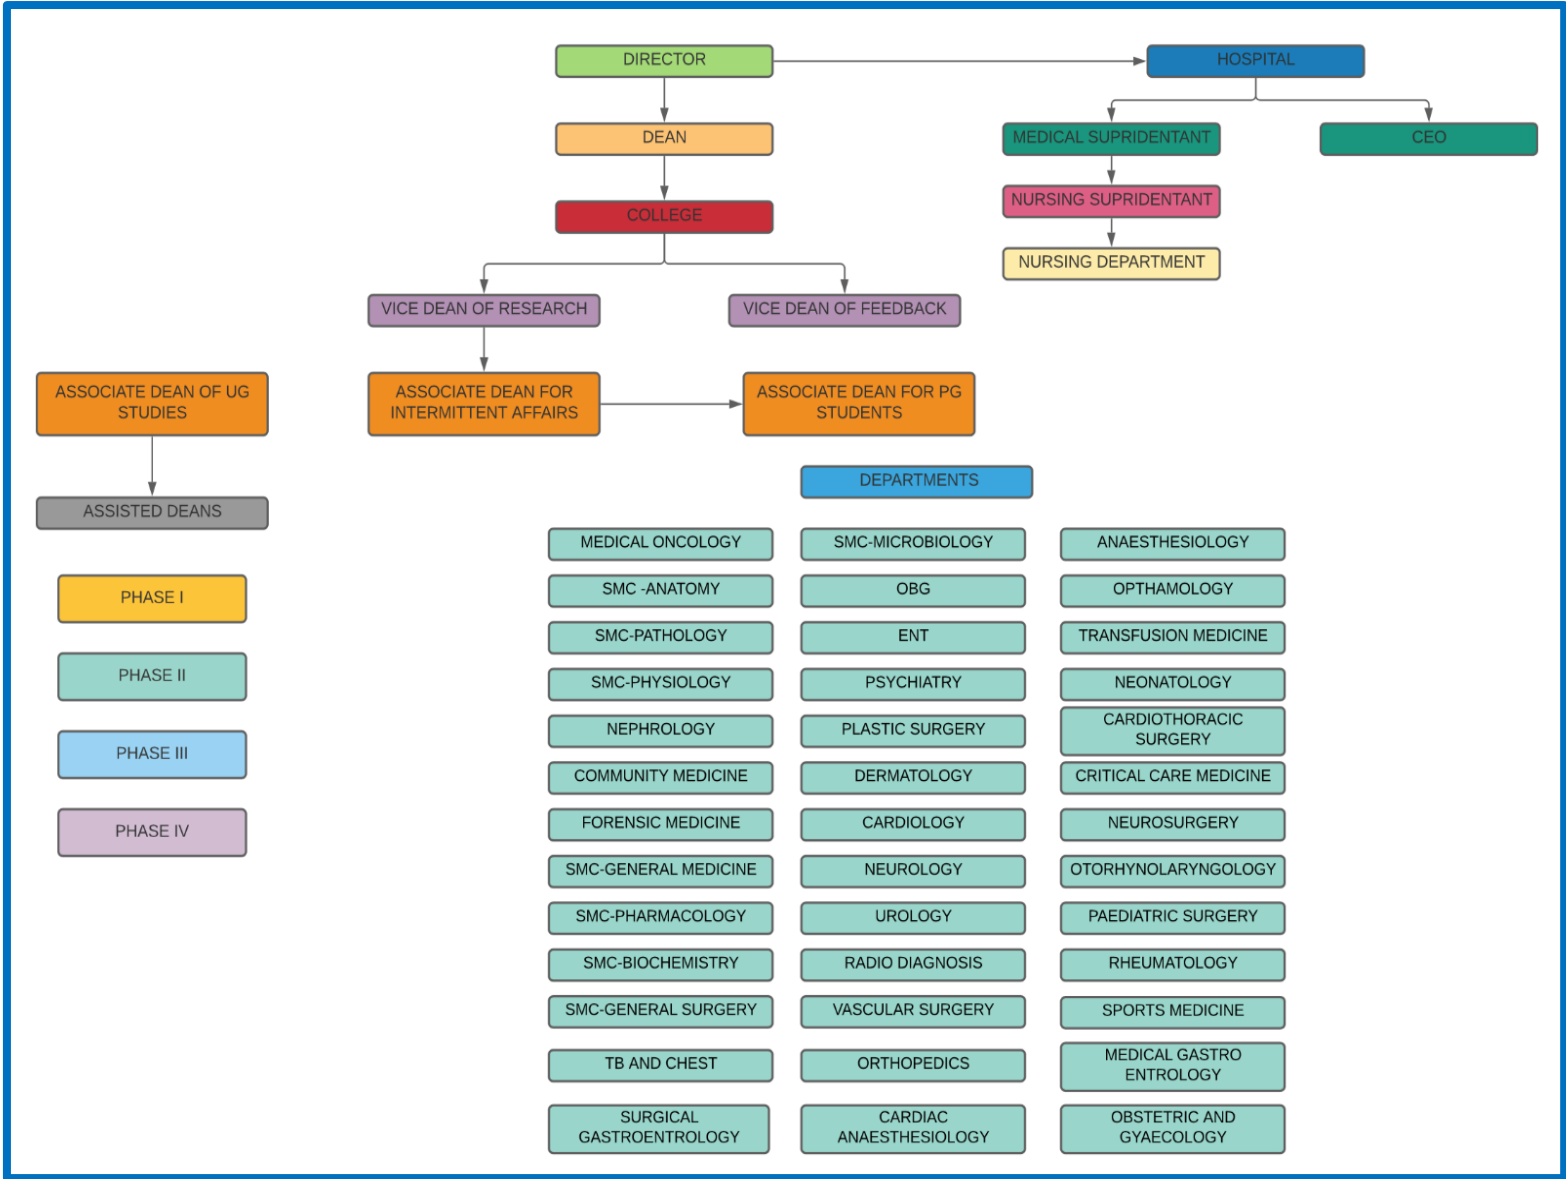 DIRECTOR
HOSPITAL
DEAN
MEDICAL SUPRIDENTANT
CEO
COLLEGE
NURSING SUPRIDENTANT
NURSING DEPARTMENT
VICE DEAN OF RESEARCH
VICE DEAN OF FEEDBACK
ASSOCIATE DEAN OF UG
STUDIES
ASSOCIATE DEAN FOR
INTERMITTENT AFFAIRS
ASSOCIATE DEAN FOR PG
STUDENTS
ASSISTED DEANS
PHASE I
PHASE II
PHASE III
PHASE IV
DEPARTMENTS
MEDICAL ONCOLOGY
SMC-MICROBIOLOGY
ANAESTHESIOLOGY
SMC -ANATOMY
OBG
OPTHAMOLOGY
SMC-PATHOLOGY
ENT
TRANSFUSION MEDICINE
SMC-PHYSIOLOGY
PSYCHIATRY
NEONATOLOGY
NEPHROLOGY
PLASTIC SURGERY
CARDIOTHORACIC
SURGERY
COMMUNITY MEDICINE
DERMATOLOGY
CRITICAL CARE MEDICINE
FORENSIC MEDICINE
CARDIOLOGY
NEUROSURGERY
SMC-GENERAL MEDICINE
NEUROLOGY
OTORHYNOLARYNGOLOGY
SMC-PHARMACOLOGY
UROLOGY
PAEDIATRIC SURGERY
SMC-BIOCHEMISTRY
RADIO DIAGNOSIS
RHEUMATOLOGY
SMC-GENERAL SURGERY
VASCULAR SURGERY
SPORTS MEDICINE
TB AND CHEST
ORTHOPEDICS
MEDICAL GASTRO
ENTROLOGY
SURGICAL
GASTROENTROLOGY
CARDIAC
ANAESTHESIOLOGY
OBSTETRIC AND
GYAECOLOGY